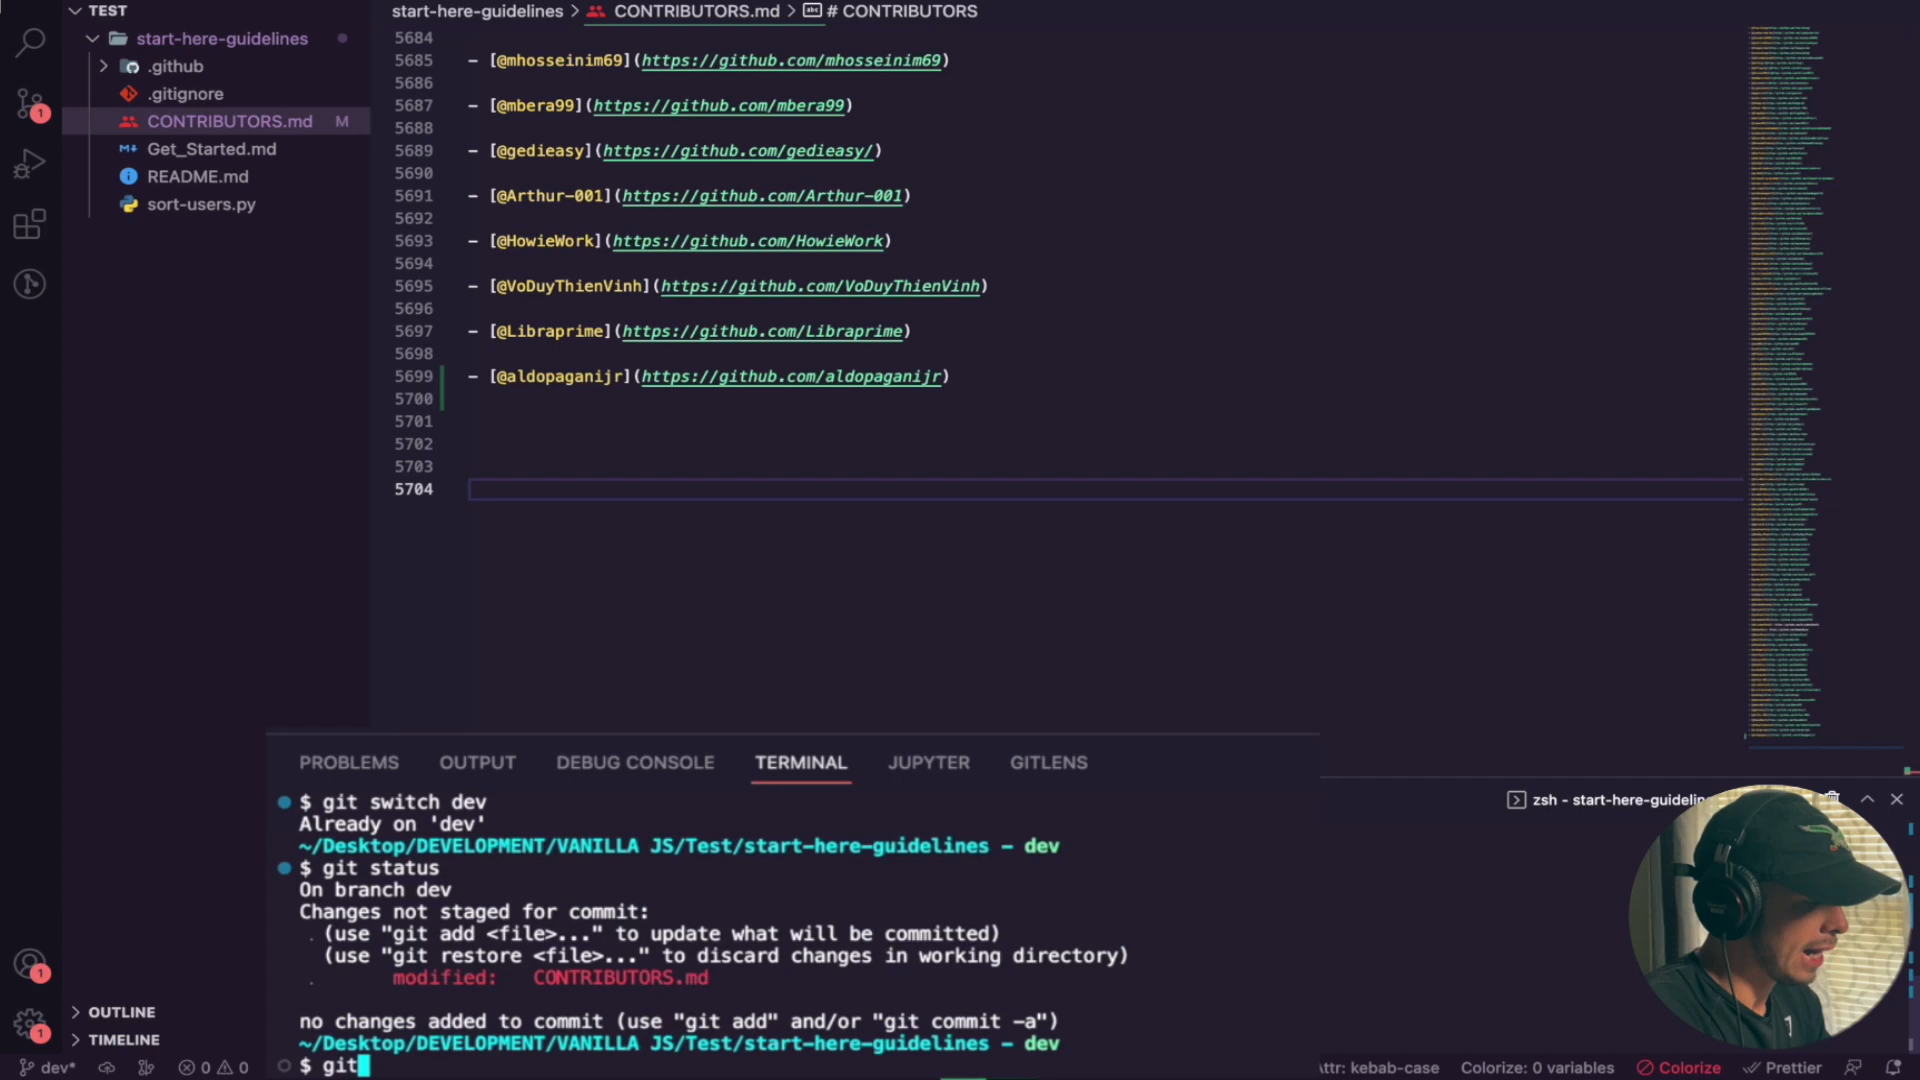 TEST
start-here-guidelines
.github
.gitignore
CONTRIBUTORS.md M
Get_Started.md
README.md
sort-users.py
1
start-here-guidelines > CONTRIBUTORS.md > # CONTRIBUTORS
5684
5685 - [@mhosseinim69](https://github.com/mhosseinim69)
5686
5687 - [@mbera99](https://github.com/mbera99)
5688
5689 - [@gedieasy](https://github.com/gedieasy/)
5690
5691 - [@Arthur-001](https://github.com/Arthur-001)
5692
5693 - [@HowieWork](https://github.com/HowieWork)
5694
5695 - [@VoDuyThienVinh](https://github.com/VoDuyThienVinh)
5696
5697 - [@Libraprime](https://github.com/Libraprime)
5698
5699 - [@aldopaganijr](https://github.com/aldopaganijr)
5700
5701
5702
5703
5704
PROBLEMS OUTPUT DEBUG CONSOLE TERMINAL JUPYTER GITLENS
zsh - start-here-guidelin
$ git switch dev
Already on 'dev'
~/Desktop/DEVELOPMENT/VANILLA JS/Test/start-here-guidelines - dev
$ git status
On branch dev
Changes not staged for commit:
(use "git add <file>..." to update what will be committed)
(use "git restore <file>..." to discard changes in working directory)
modified: CONTRIBUTORS.md
no changes added to commit (use "git add" and/or "git commit -a")
~/Desktop/DEVELOPMENT/VANILLA JS/Test/start-here-guidelines - dev
$ git
1
1
OUTLINE
TIMELINE
dev* 0 0
Attr: kebab-case Colorize: 0 variables Colorize Prettier